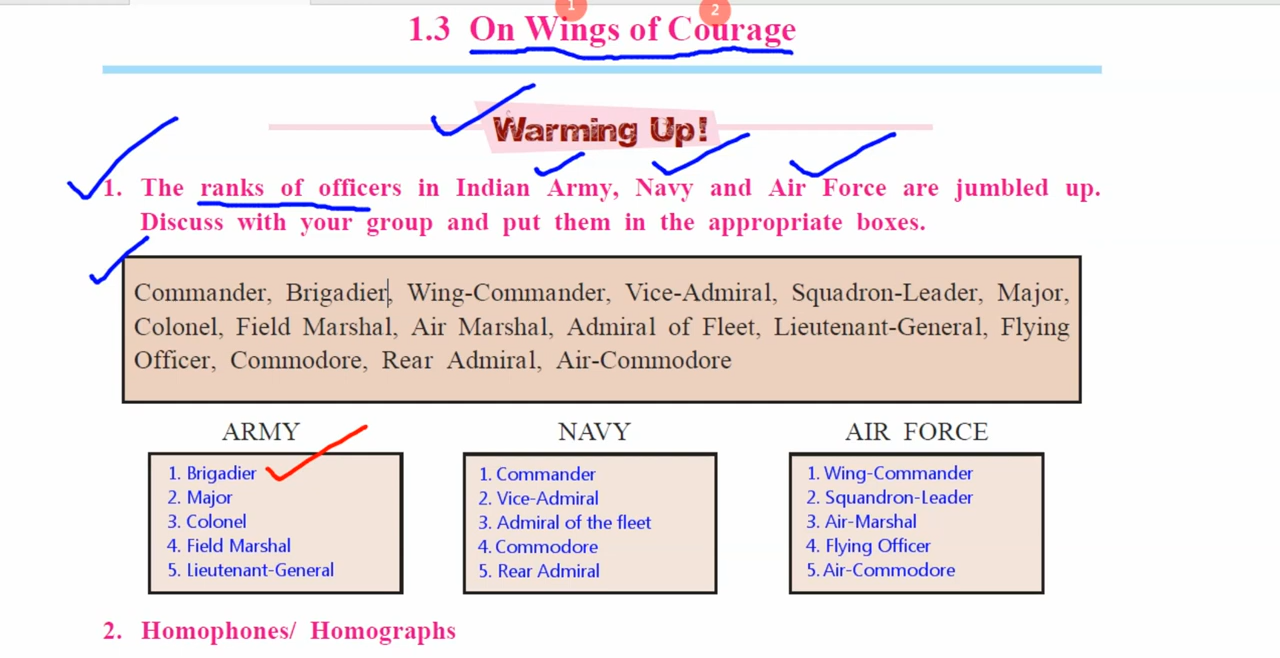 1
2
1.3 On Wings of Courage
Warming Up!
1. The ranks of officers in Indian Army, Navy and Air Force are jumbled up.
Discuss with your group and put them in the appropriate boxes.
Commander, Brigadier, Wing-Commander, Vice-Admiral, Squadron-Leader, Major,
Colonel, Field Marshal, Air Marshal, Admiral of Fleet, Lieutenant-General, Flying
Officer, Commodore, Rear Admiral, Air-Commodore
ARMY
1. Brigadier
2. Major
3. Colonel
4. Field Marshal
5. Lieutenant-General
NAVY
1. Commander
2. Vice-Admiral
3. Admiral of the fleet
4. Commodore
5. Rear Admiral
AIR FORCE
1. Wing-Commander
2. Squandron-Leader
3. Air-Marshal
4. Flying Officer
5. Air-Commodore
2. Homophones/ Homographs